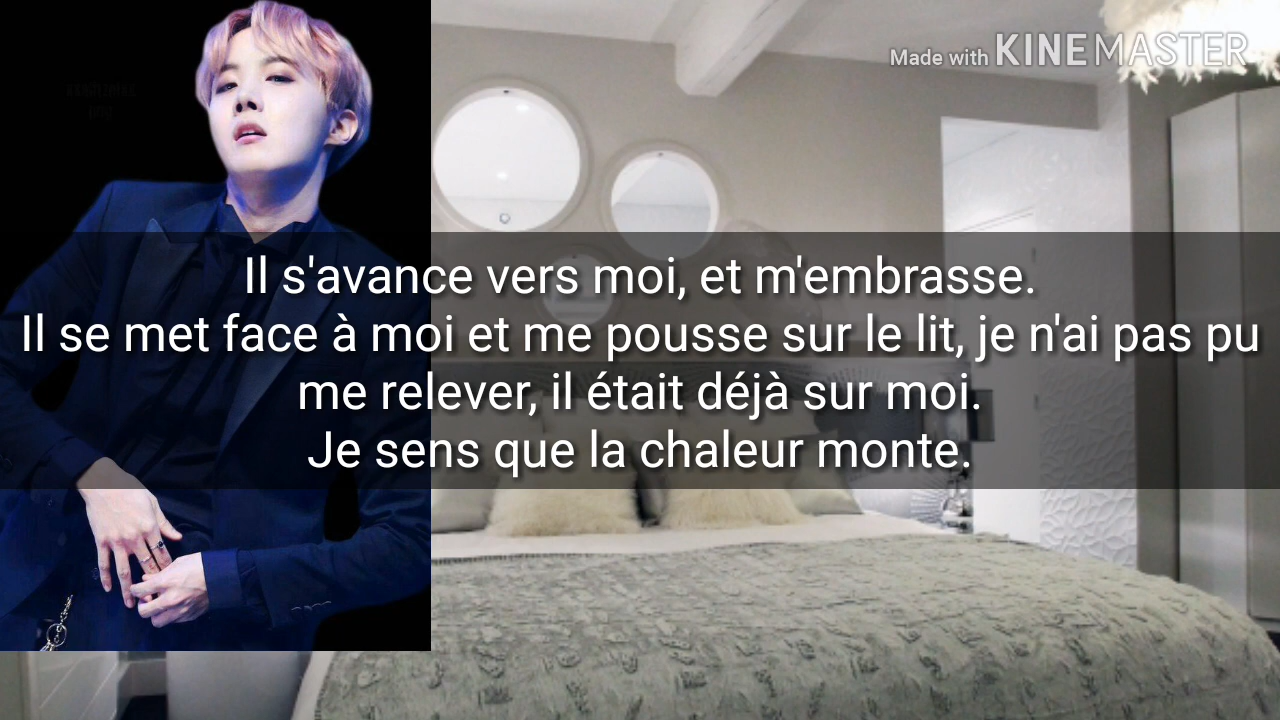 Made with KINEMASTER
Il s'avance vers moi, et m'embrasse.
Il se met face à moi et me pousse sur le lit, je n'ai pas pu
me relever, il était déjà sur moi.
Je sens que la chaleur monte.